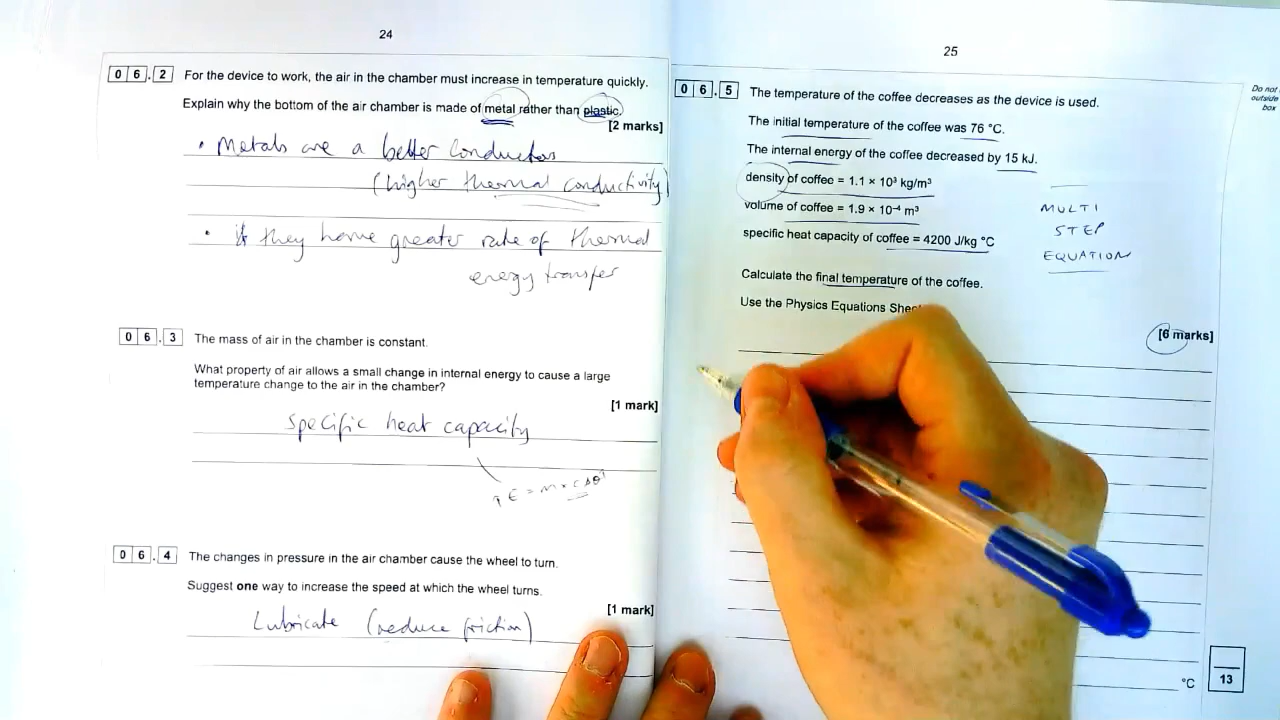 24
06.2 For the device to work, the air in the chamber must increase in temperature quickly.
Explain why the bottom of the air chamber is made of metal rather than plastic.
[2 marks]
• Metals are a better conductors
(higher thermal conductivity)
• they have greater rate of thermal
energy transfer
06.3 The mass of air in the chamber is constant.
What property of air allows a small change in internal energy to cause a large
temperature change to the air in the chamber?
[1 mark]
specific heat capacity
E = m × c Δθ
06.4 The changes in pressure in the air chamber cause the wheel to turn.
Suggest one way to increase the speed at which the wheel turns.
[1 mark]
Lubricate (reduce friction)
25
Do not
outside
box
06.5 The temperature of the coffee decreases as the device is used.
The initial temperature of the coffee was 76 °C.
The internal energy of the coffee decreased by 15 kJ.
density of coffee = 1.1 × 10³ kg/m³
volume of coffee = 1.9 × 10⁻⁴ m³
specific heat capacity of coffee = 4200 J/kg °C
MULTI
STEP
EQUATION
Calculate the final temperature of the coffee.
Use the Physics Equations
[6 marks]
°C
13